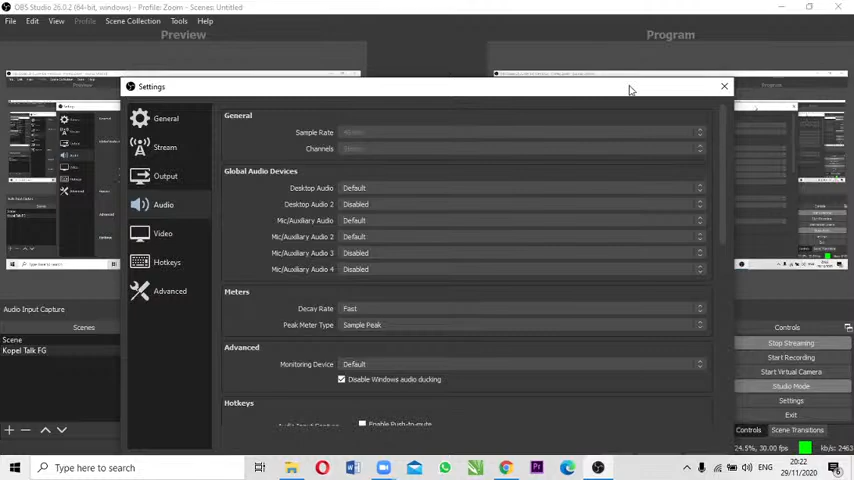 OBS Studio 26.0.2 (64-bit, windows) - Profile: Zoom - Scenes: Untitled
File Edit View Profile Scene Collection Tools Help
Preview
Program
Settings
General
Stream
Output
Audio
Video
Hotkeys
Advanced
General
Sample Rate
Channels
Global Audio Devices
Desktop Audio Default
Desktop Audio 2 Disabled
Mic/Auxiliary Audio Default
Mic/Auxiliary Audio 2 Default
Mic/Auxiliary Audio 3 Disabled
Mic/Auxiliary Audio 4 Disabled
Meters
Decay Rate Fast
Peak Meter Type Sample Peak
Advanced
Monitoring Device Default
Disable Windows audio ducking
Hotkeys
Audio Input Capture Enable Push-to-mute
Audio Input Capture
Scenes
Scene
Kopel Talk FG
Controls
Stop Streaming
Start Recording
Start Virtual Camera
Studio Mode
Settings
Exit
Controls Scene Transitions
24.5%, 30.00 fps kb/s: 2463
Type here to search
ENG
20:22
29/11/2020